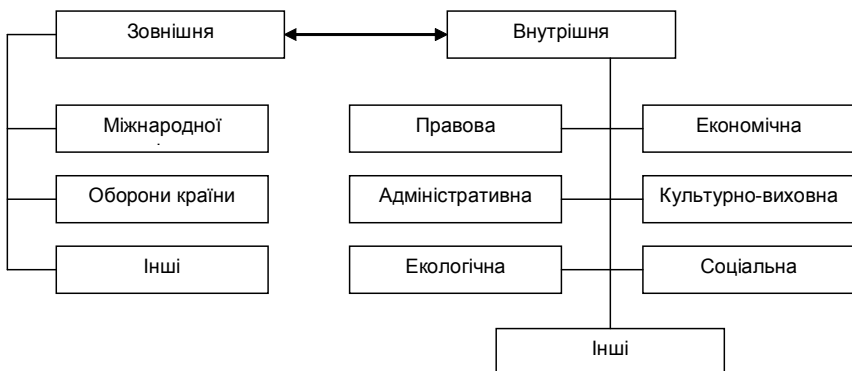 Зовнішня
Внутрішня
Міжнародної
Правова
Економічна
Оборони країни
Адміністративна
Культурно-виховна
Інші
Екологічна
Соціальна
Інші